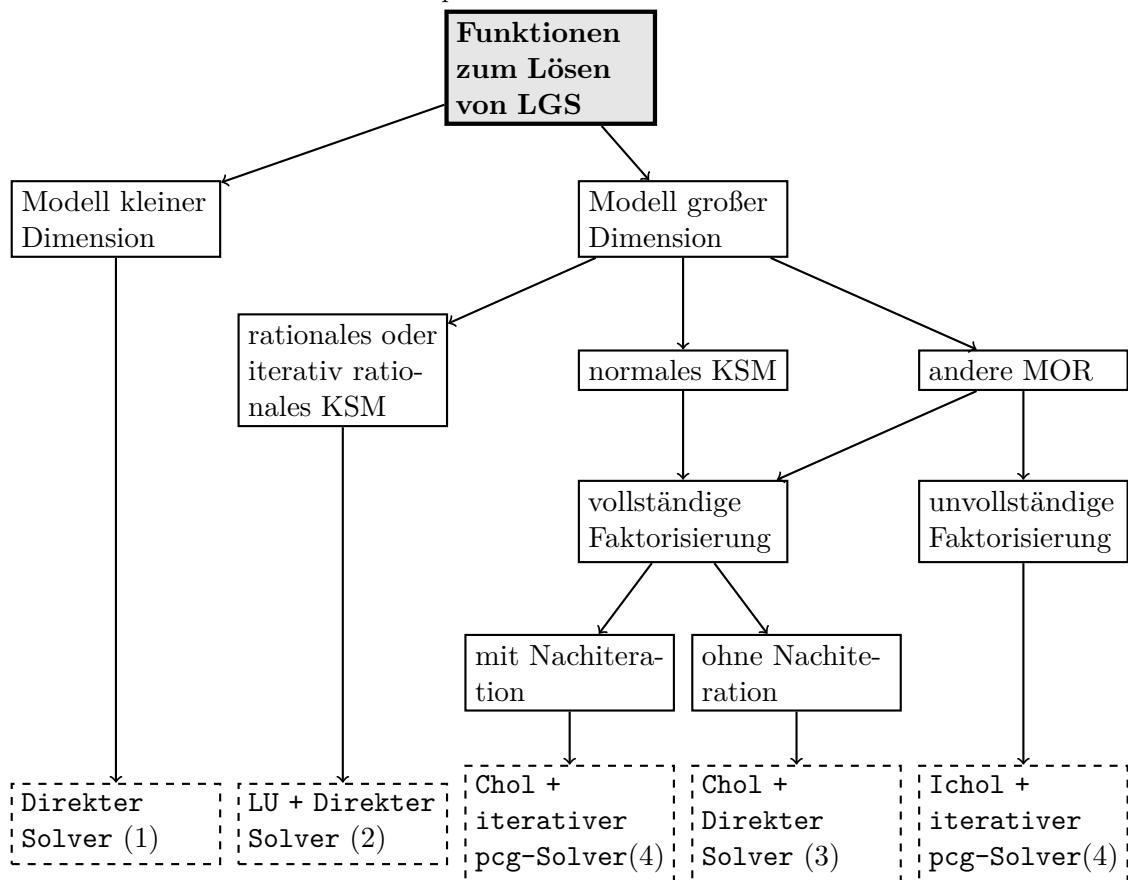 Funktionen
zum Lösen
von LGS
Modell kleiner
Dimension
Modell großer
Dimension
rationales oder
iterativ ratio-
nales KSM
normales KSM
andere MOR
vollständige
Faktorisierung
unvollständige
Faktorisierung
mit Nachitera-
tion
ohne Nachite-
ration
Direkter
Solver (1)
LU + Direkter
Solver (2)
Chol +
iterativer
pcg-Solver(4)
Chol +
Direkter
Solver (3)
Ichol +
iterativer
pcg-Solver(4)